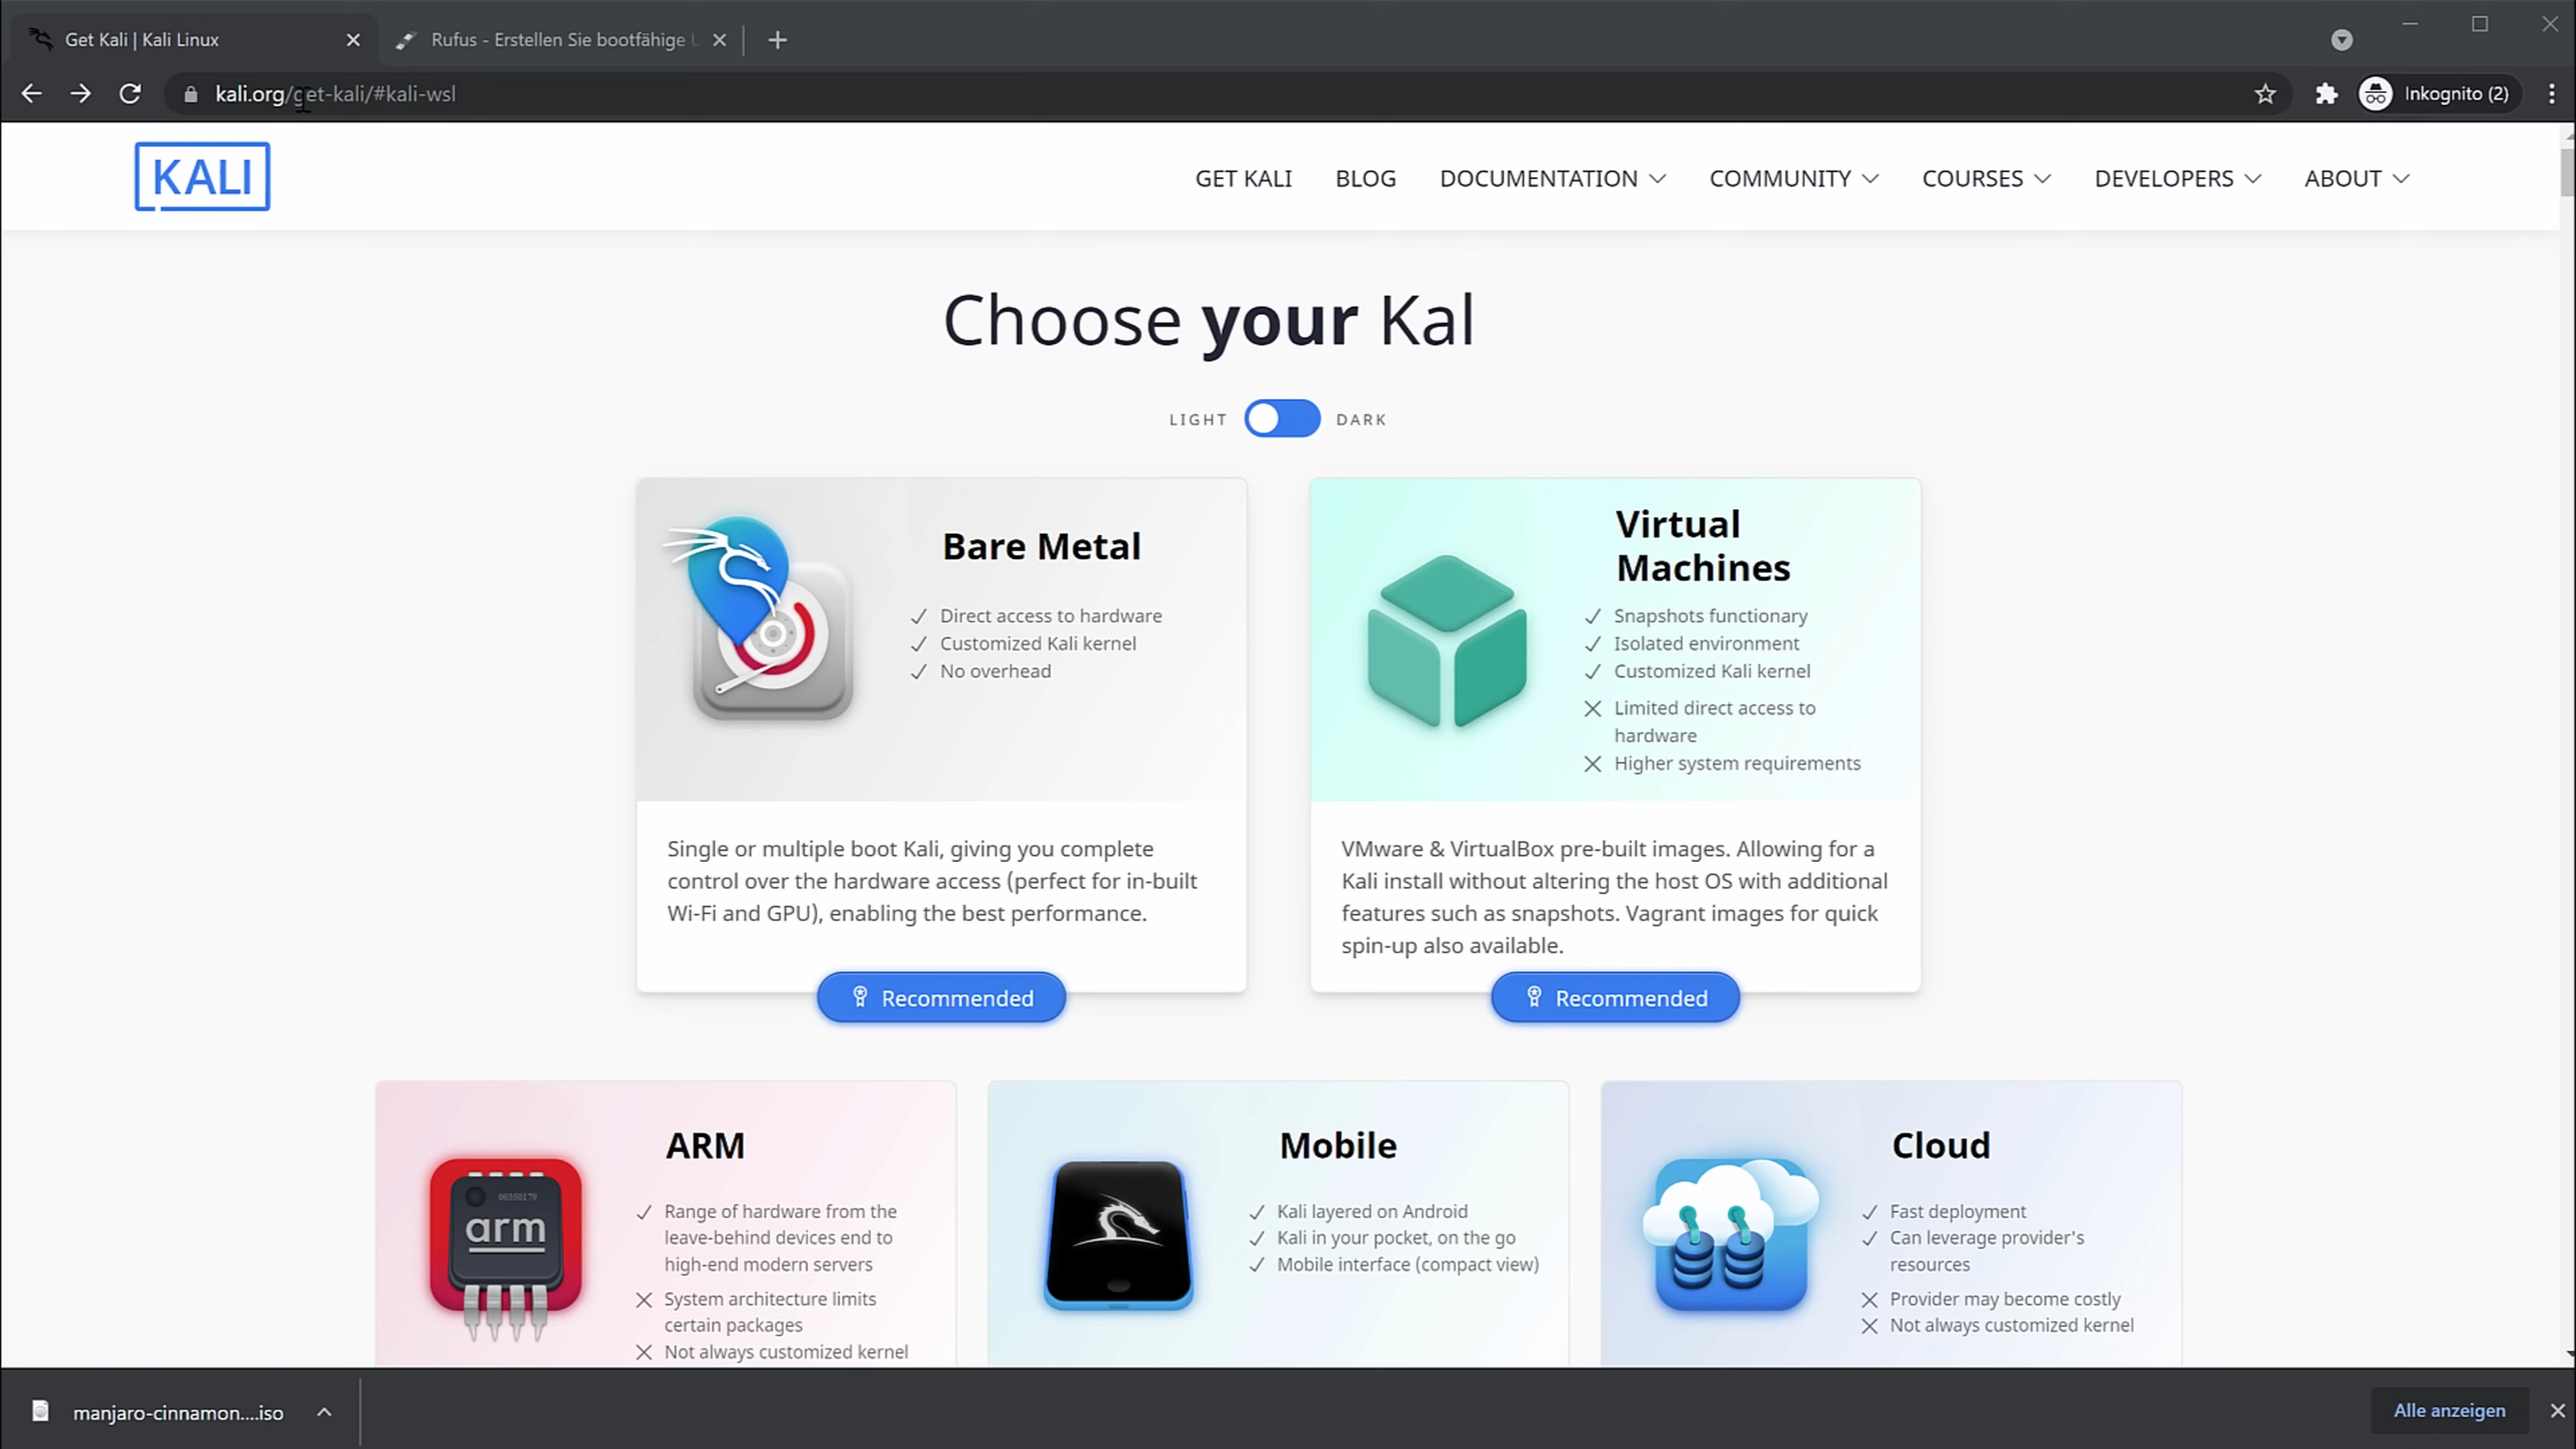 Get Kali | Kali Linux
Rufus - Erstellen Sie bootfähige U
kali.org/get-kali/#kali-wsl
Inkognito (2)
KALI
GET KALI
BLOG
DOCUMENTATION
COMMUNITY
COURSES
DEVELOPERS
ABOUT
Choose your Kal
LIGHT
DARK
Bare Metal
Direct access to hardware
Customized Kali kernel
No overhead
Single or multiple boot Kali, giving you complete
control over the hardware access (perfect for in-built
Wi-Fi and GPU), enabling the best performance.
Recommended
Virtual
Machines
Snapshots functionary
Isolated environment
Customized Kali kernel
Limited direct access to
hardware
Higher system requirements
VMware & VirtualBox pre-built images. Allowing for a
Kali install without altering the host OS with additional
features such as snapshots. Vagrant images for quick
spin-up also available.
Recommended
ARM
00350179
arm
Range of hardware from the
leave-behind devices end to
high-end modern servers
System architecture limits
certain packages
Not always customized kernel
Mobile
Kali layered on Android
Kali in your pocket, on the go
Mobile interface (compact view)
Cloud
Fast deployment
Can leverage provider's
resources
Provider may become costly
Not always customized kernel
manjaro-cinnamon....iso
Alle anzeigen